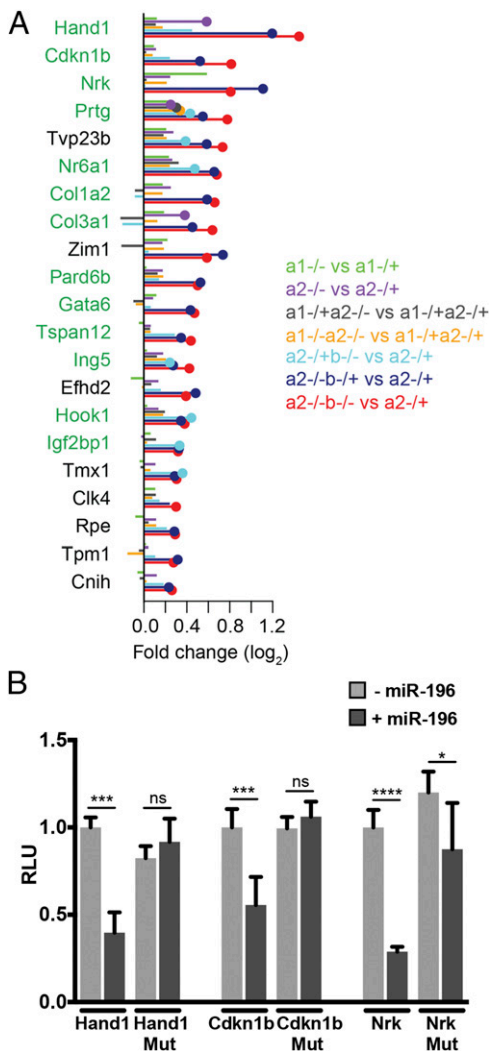 A
Hand1
Cdkn1b
Nrk
Prtg
Tvp23b
Nr6a1
Col1a2
Col3a1
Zim1
Pard6b
Gata6
Tspan12
Ing5
Efhd2
Hook1
Igf2bp1
Tmx1
Clk4
Rpe
Tpm1
Cnih
a1-/- vs a1-/+
a2-/- vs a2-/+
a1-/+a2-/- vs a1-/+a2-/+
a1-/-a2-/- vs a1-/+a2-/+
a2-/+b-/- vs a2-/+
a2-/-b-/+ vs a2-/+
a2-/-b-/- vs a2-/+
0.0 0.4 0.8 1.2
Fold change (log2)
B
- miR-196
+ miR-196
1.5
1.0
0.5
0.0
RLU
*** ns *** ns **** *
Hand1 Hand1 Cdkn1b Cdkn1b Nrk Nrk
Mut Mut Mut